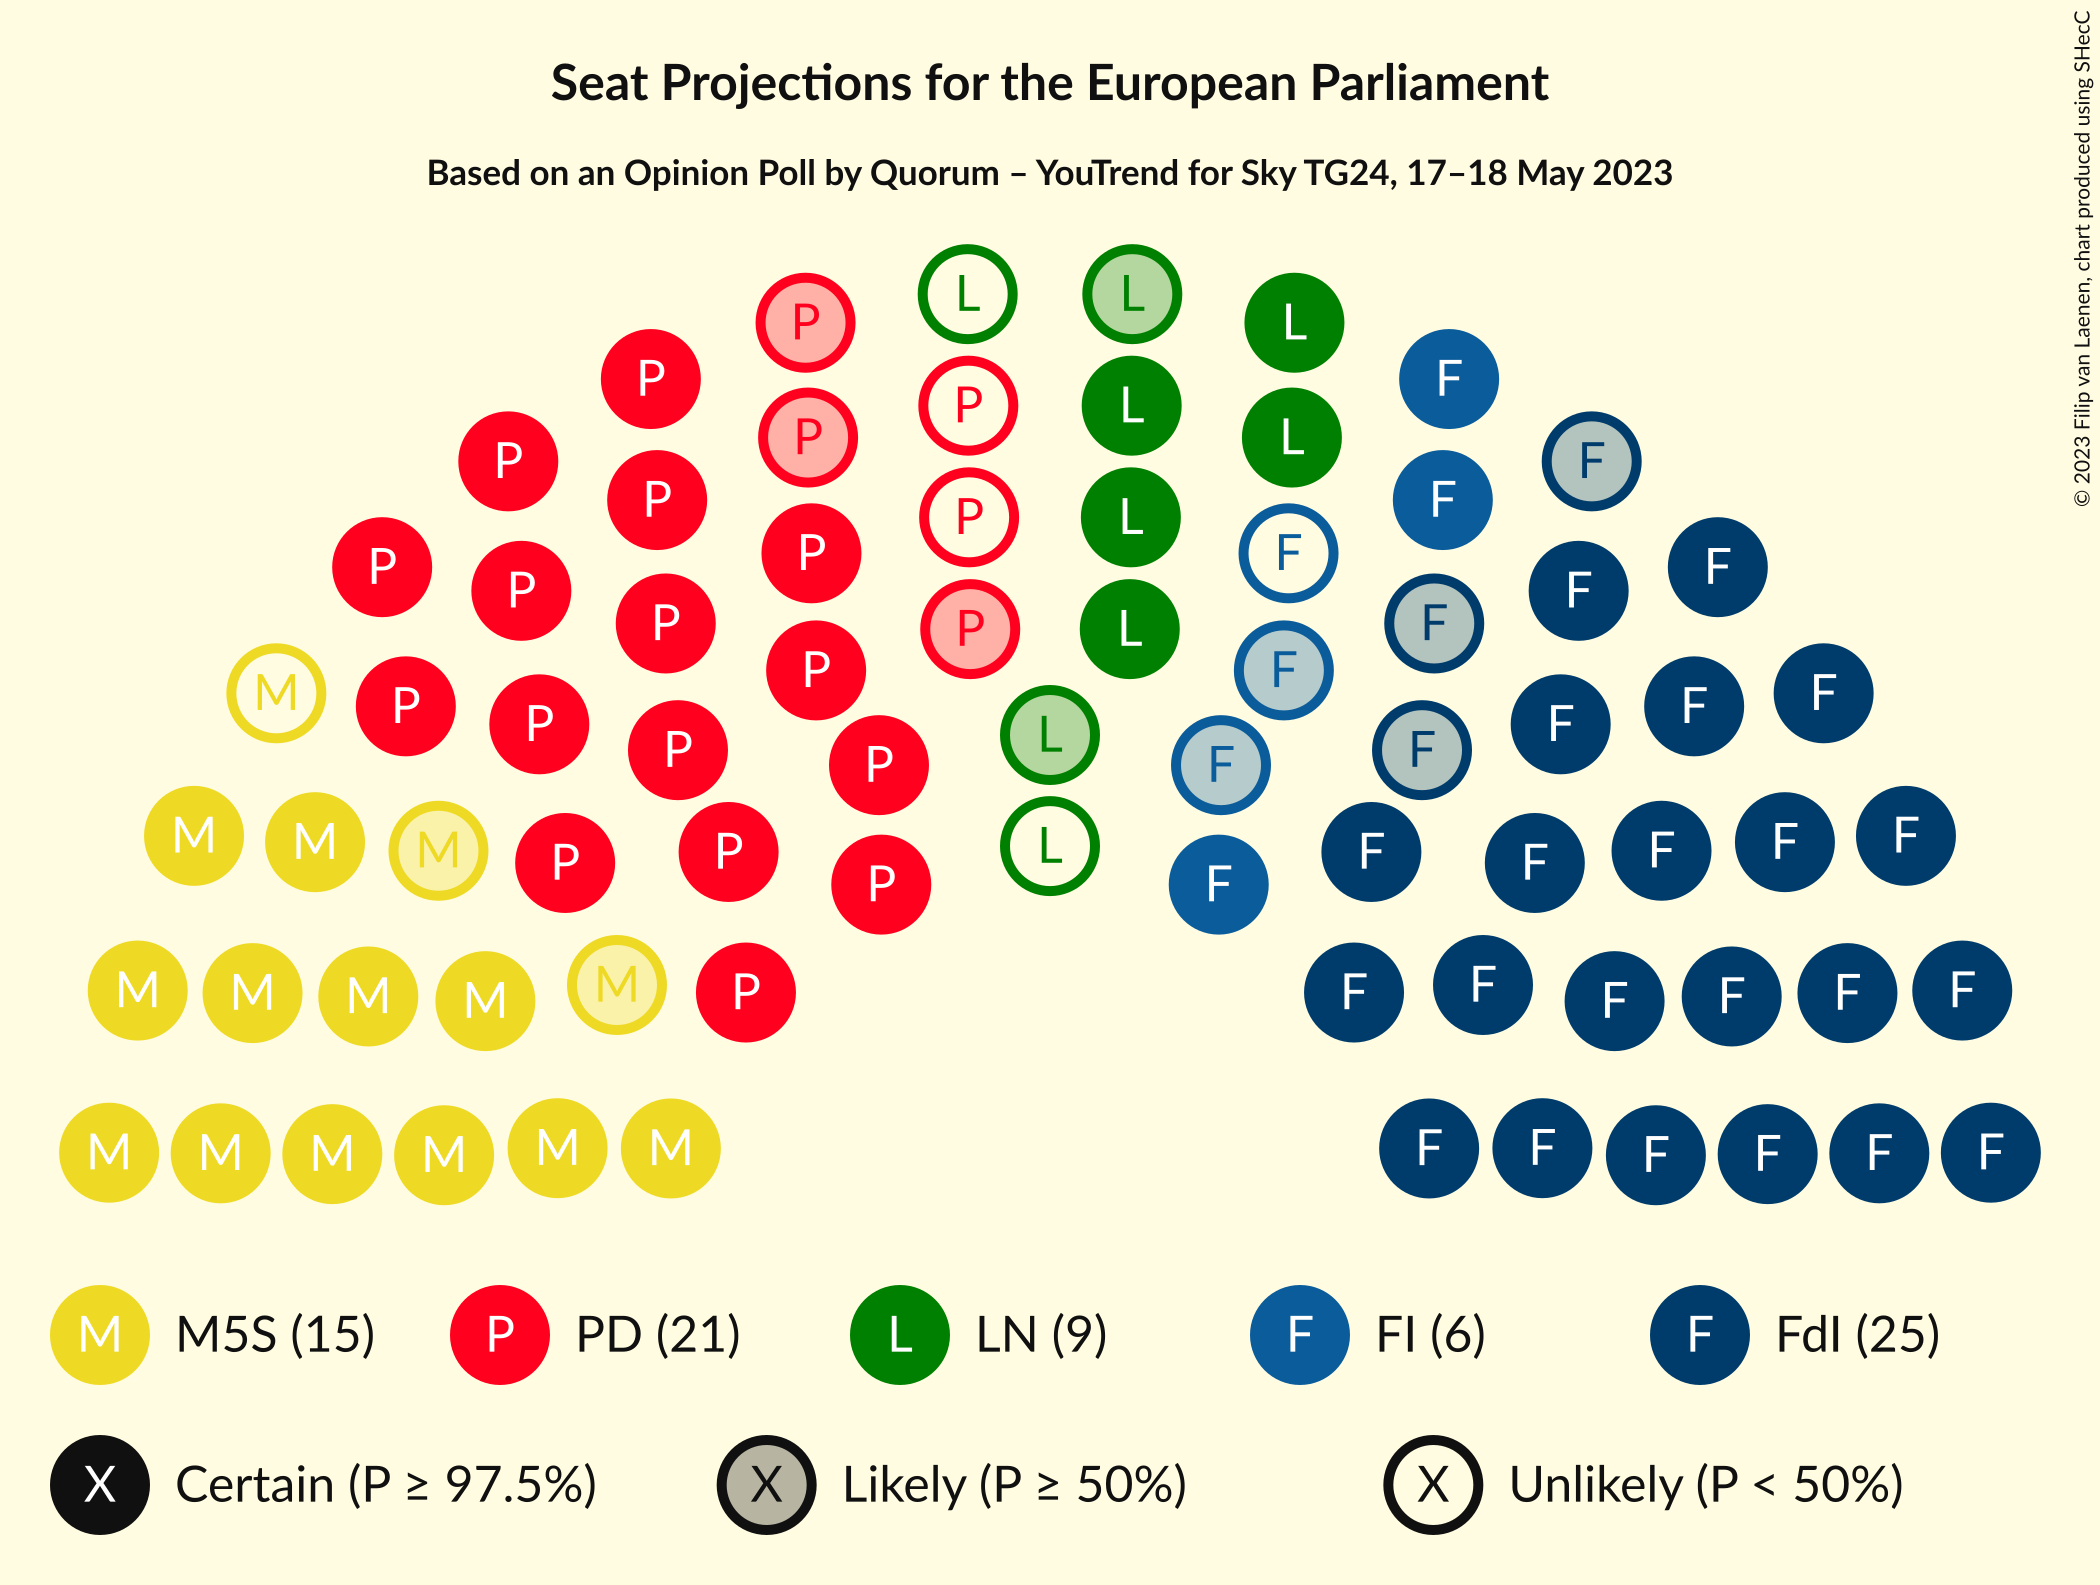 Seat Projections for the European Parliament
Based on an Opinion Poll by Quorum – YouTrend for Sky TG24, 17–18 May 2023
© 2023 Filip van Laenen, chart produced using SHecC
L L
P L
P F
P L
P L
P F
P F
P P
F F
P L
P F
P F F
P F
P F
P L
M P F F
P F
P F
P L F
P F
M M M P P L F F F F F
P F
M M M M M P F F F F F F
M M M M M M F F F F F F
M M5S (15) P PD (21) L LN (9) F FI (6) F FdI (25)
X Certain (P ≥ 97.5%) X Likely (P ≥ 50%) X Unlikely (P < 50%)